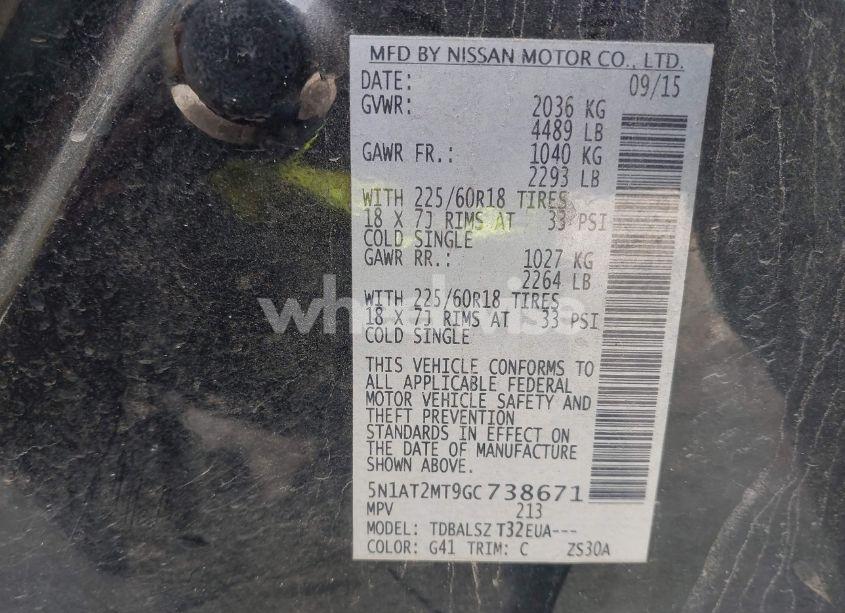 MFD BY NISSAN MOTOR CO., LTD.
DATE: 09/15
GVWR: 2036 KG
4489 LB
GAWR FR.: 1040 KG
2293 LB
WITH 225/60R18 TIRES
18 X 7J RIMS AT 33 PSI
COLD SINGLE
GAWR RR.: 1027 KG
2264 LB
WITH 225/60R18 TIRES
18 X 7J RIMS AT 33 PSI
COLD SINGLE
THIS VEHICLE CONFORMS TO
ALL APPLICABLE FEDERAL
MOTOR VEHICLE SAFETY AND
THEFT PREVENTION
STANDARDS IN EFFECT ON
THE DATE OF MANUFACTURE
SHOWN ABOVE.
5N1AT2MT9GC738671
MPV 213
MODEL: TDBALSZ T32EUA---
COLOR: G41 TRIM: C ZS30A